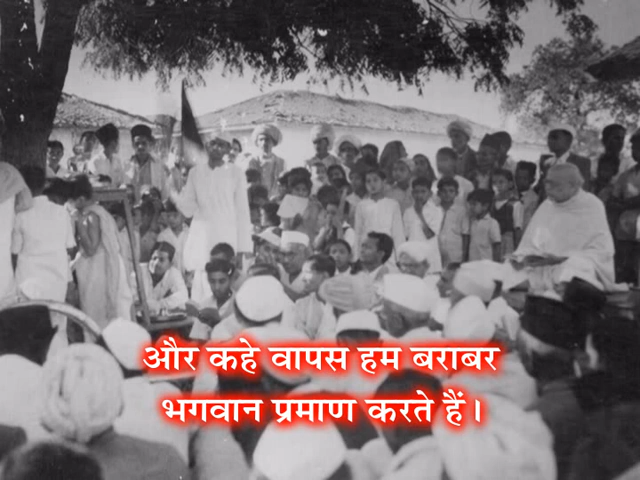 और कहे वापस हम बराबर
भगवान प्रमाण करते हैं।